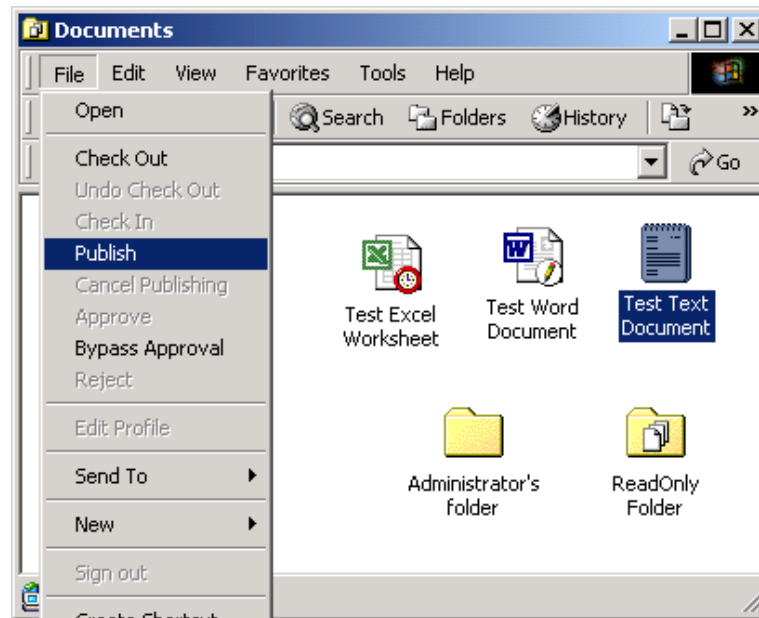 Documents
File Edit View Favorites Tools Help
Search Folders History »
Go
Open
Check Out
Undo Check Out
Check In
Publish
Cancel Publishing
Approve
Bypass Approval
Reject
Edit Profile
Send To
New
Sign out
Create Shortcut
Test Excel
Worksheet
Test Word
Document
Test Text
Document
Administrator's
folder
ReadOnly
Folder